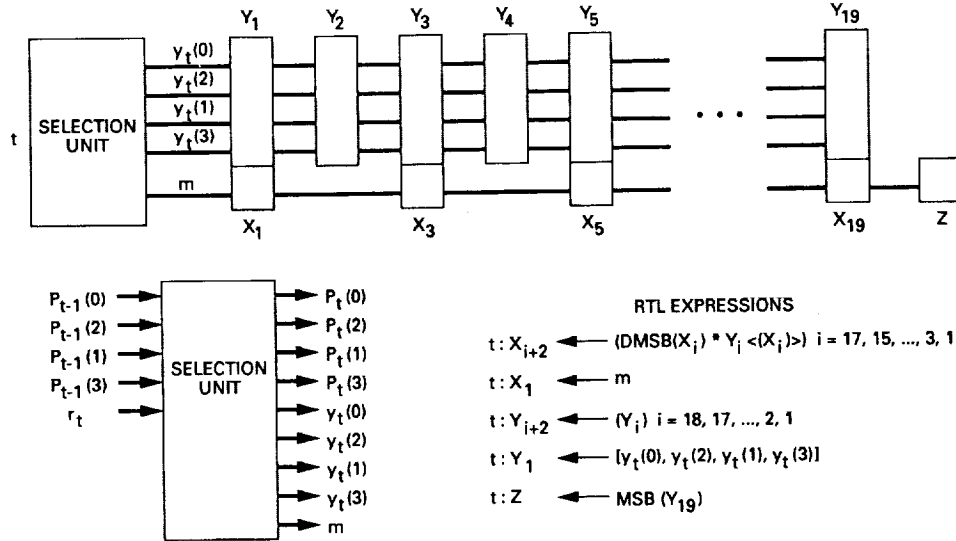 Y1 Y2 Y3 Y4 Y5 Y19
yt(0)
yt(2)
yt(1)
yt(3)
t SELECTION UNIT
m
X1 X3 X5 X19 Z
. . .
Pt-1(0) Pt(0)
Pt-1(2) Pt(2)
Pt-1(1) Pt(1)
Pt-1(3) Pt(3)
rt yt(0)
SELECTION UNIT
yt(2)
yt(1)
yt(3)
m
RTL EXPRESSIONS
t : Xi+2 ← (DMSB(Xi) * Yi <(Xi)>) i = 17, 15, ..., 3, 1
t : X1 ← m
t : Yi+2 ← (Yi) i = 18, 17, ..., 2, 1
t : Y1 ← [yt(0), yt(2), yt(1), yt(3)]
t : Z ← MSB (Y19)